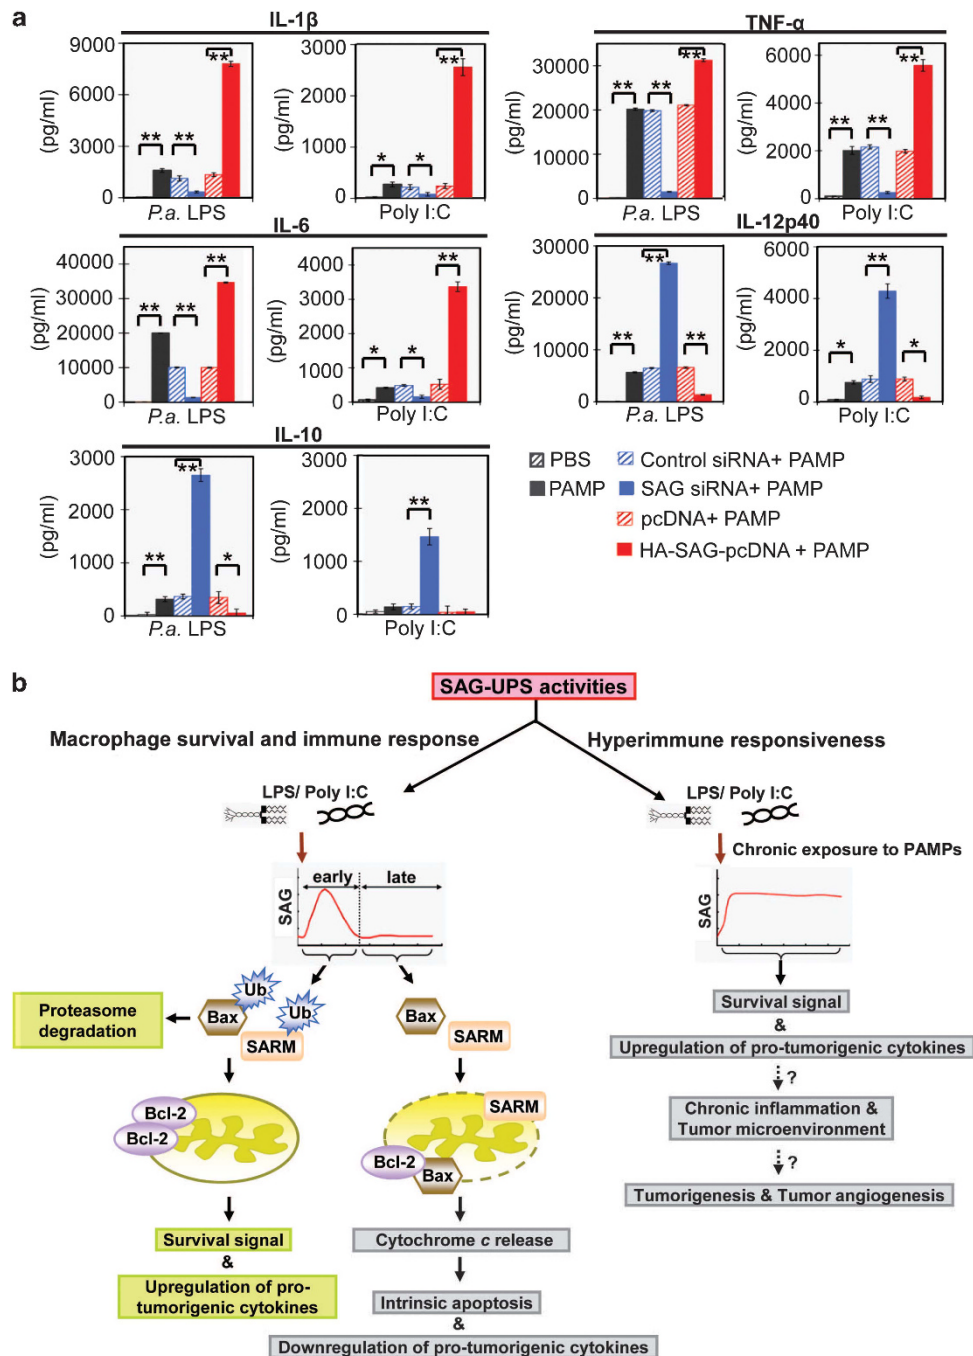 a
IL-1β
TNF-α
(pg/ml)
9000
6000
3000
0
** ** **
P.a. LPS
(pg/ml)
3000
2000
1000
0
* * **
Poly I:C
(pg/ml)
30000
20000
10000
0
** ** **
P.a. LPS
(pg/ml)
6000
4000
2000
0
** ** **
Poly I:C
IL-6
IL-12p40
(pg/ml)
40000
30000
20000
10000
0
** ** **
P.a. LPS
(pg/ml)
4000
3000
2000
1000
0
* * **
Poly I:C
(pg/ml)
30000
20000
10000
0
** ** **
P.a. LPS
(pg/ml)
6000
4000
2000
0
* ** *
Poly I:C
IL-10
(pg/ml)
3000
2000
1000
0
** ** *
P.a. LPS
3000
2000
1000
0
**
Poly I:C
PBS
PAMP
Control siRNA+ PAMP
SAG siRNA+ PAMP
pcDNA+ PAMP
HA-SAG-pcDNA + PAMP
b
SAG-UPS activities
Macrophage survival and immune response
Hyperimmune responsiveness
LPS/ Poly I:C
LPS/ Poly I:C
Chronic exposure to PAMPs
SAG
early
late
SAG
Proteasome
degradation
Ub
Bax
Ub
SARM
Bax
SARM
Survival signal
&
Upregulation of pro-tumorigenic cytokines
?
Chronic inflammation &
Tumor microenvironment
?
Tumorigenesis & Tumor angiogenesis
Bcl-2
Bcl-2
SARM
Bcl-2
Bax
Survival signal
&
Upregulation of pro-
tumorigenic cytokines
Cytochrome c release
Intrinsic apoptosis
&
Downregulation of pro-tumorigenic cytokines